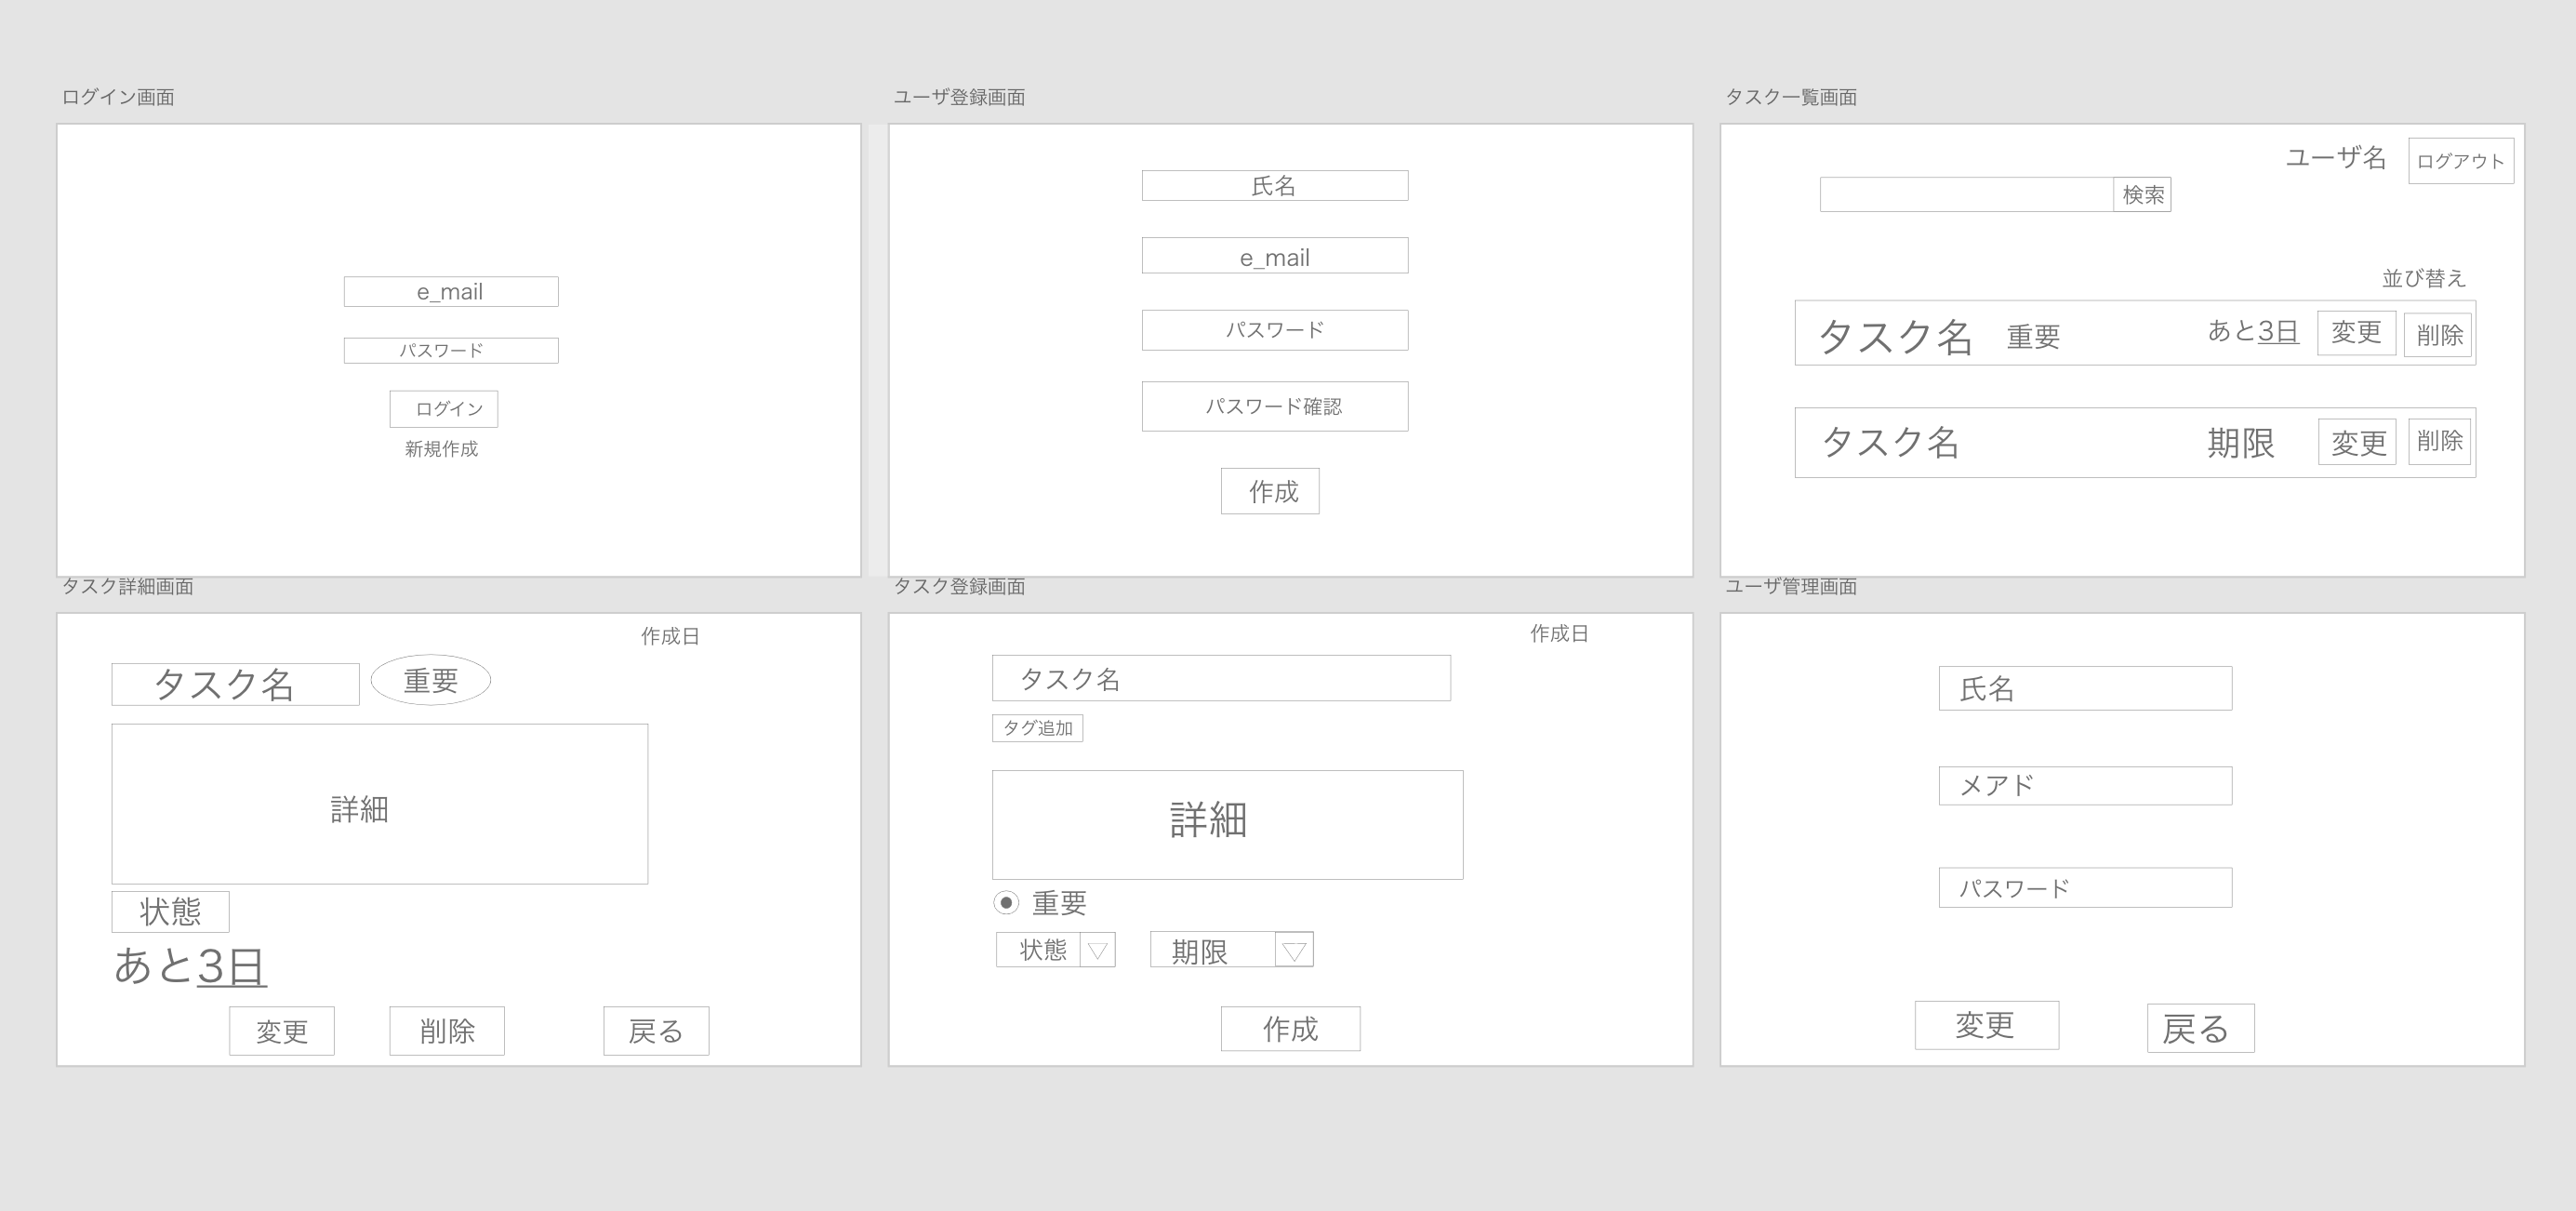 ログイン画面
e_mail
パスワード
ログイン
新規作成
ユーザ登録画面
氏名
e_mail
パスワード
パスワード確認
作成
タスク一覧画面
ユーザ名
ログアウト
検索
並び替え
タスク名 重要 あと3日 変更 削除
タスク名 期限 変更 削除
タスク詳細画面
作成日
タスク名 重要
詳細
状態
あと3日
変更 削除 戻る
タスク登録画面
作成日
タスク名
タグ追加
詳細
重要
状態 期限
作成
ユーザ管理画面
氏名
メアド
パスワード
変更 戻る